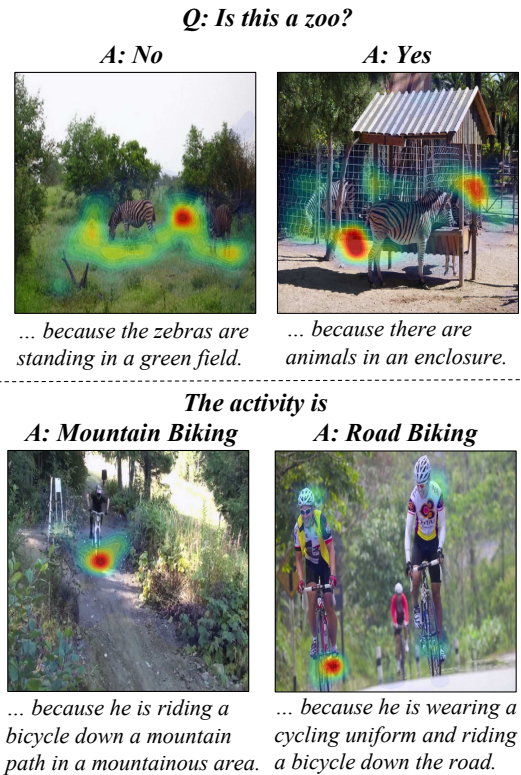 Q: Is this a zoo?
A: No
A: Yes
... because the zebras are
standing in a green field.
... because there are
animals in an enclosure.
The activity is
A: Mountain Biking
A: Road Biking
... because he is riding a
bicycle down a mountain
path in a mountainous area.
... because he is wearing a
cycling uniform and riding
a bicycle down the road.